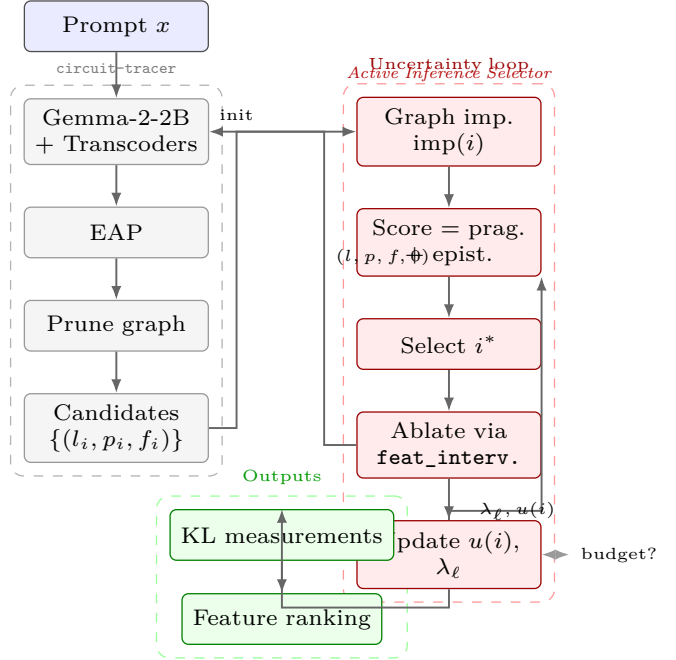 Prompt x
circuit-tracer
Gemma-2-2B
+ Transcoders
EAP
Prune graph
Candidates
{(l_i, p_i, f_i)}
init
Uncertainty loop
Active Inference Selector
Graph imp.
imp(i)
Score = prag.
+ epist.
(l, p, f, 0)
Select i*
Ablate via
feat_interv.
λ_ℓ, u(i)
pdate u(i),
λ_ℓ
budget?
Outputs
KL measurements
Feature ranking